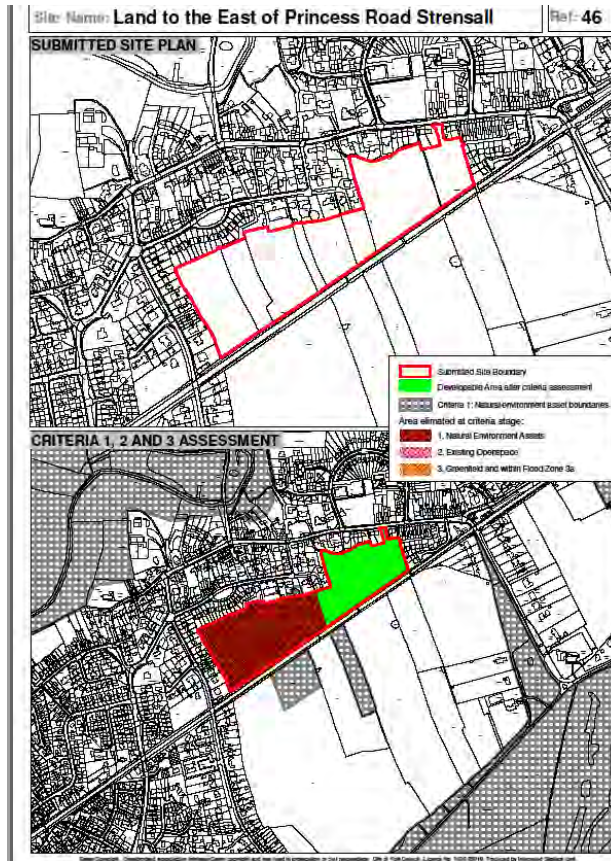 Site Name: Land to the East of Princess Road Strensall
Ref: 46
SUBMITTED SITE PLAN
Submitted Site Boundary
Developable Area after criteria assessment
Criteria 1: Natural environment asset boundaries
Area elimated at criteria stage:
1. Natural Environment Assets
2. Existing Openspace
3. Greenfield and within Flood Zone 3a
CRITERIA 1, 2 AND 3 ASSESSMENT